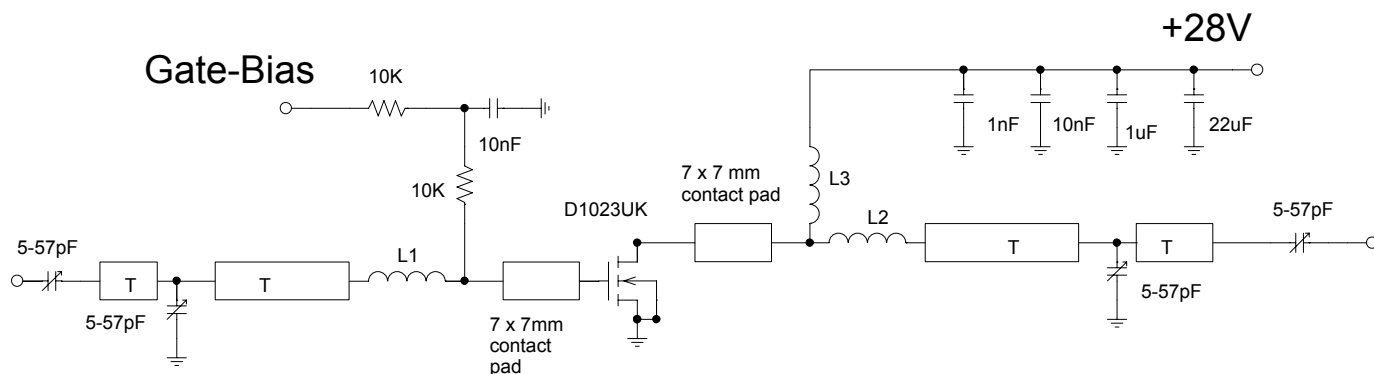 +28V
Gate-Bias
10K
10nF
10K
1nF
10nF
1uF
22uF
7 x 7 mm
contact pad
L3
D1023UK
L2
5-57pF
T
T
5-57pF
5-57pF
T
T
L1
5-57pF
7 x 7mm
contact
pad